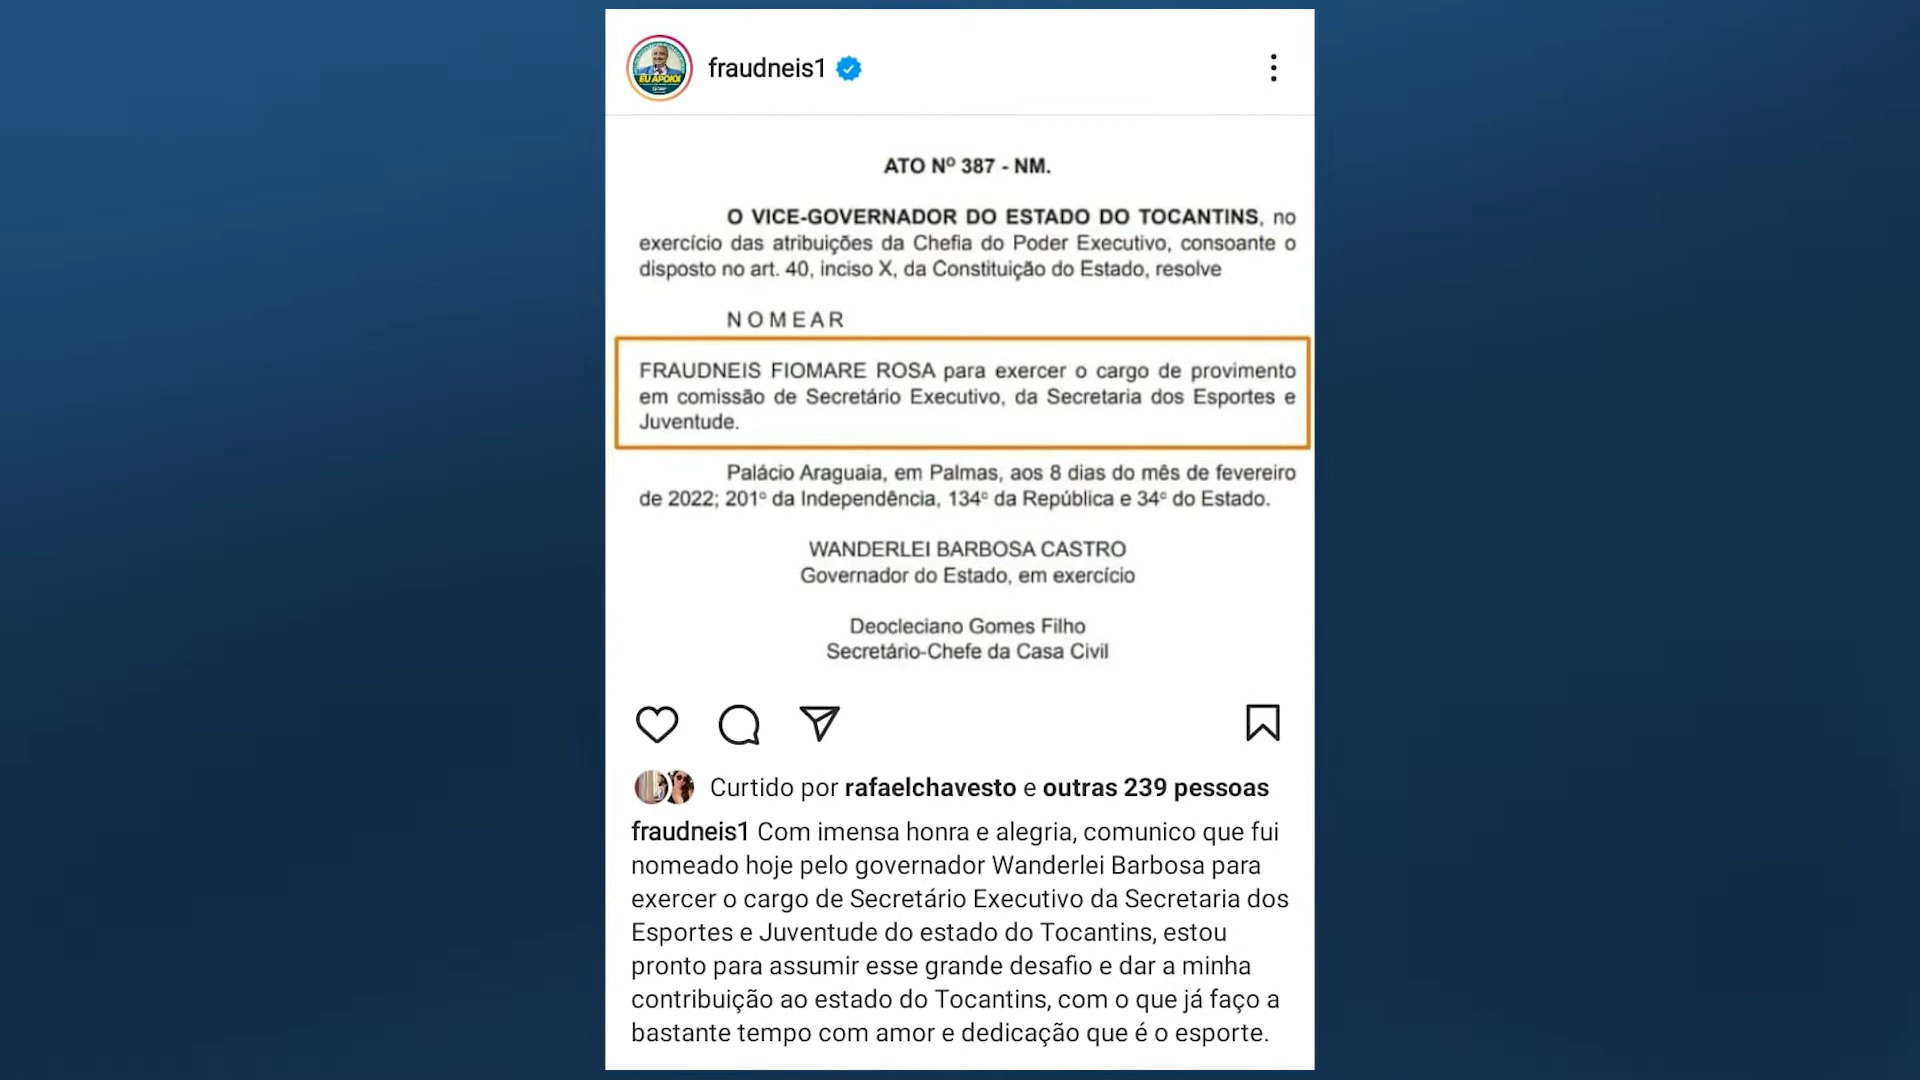 EU APOIO!
fraudneis1
ATO Nº 387 - NM.
O VICE-GOVERNADOR DO ESTADO DO TOCANTINS, no
exercício das atribuições da Chefia do Poder Executivo, consoante o
disposto no art. 40, inciso X, da Constituição do Estado, resolve
N O M E A R
FRAUDNEIS FIOMARE ROSA para exercer o cargo de provimento
em comissão de Secretário Executivo, da Secretaria dos Esportes e
Juventude.
Palácio Araguaia, em Palmas, aos 8 dias do mês de fevereiro
de 2022; 201º da Independência, 134º da República e 34º do Estado.
WANDERLEI BARBOSA CASTRO
Governador do Estado, em exercício
Deocleciano Gomes Filho
Secretário-Chefe da Casa Civil
Curtido por rafaelchavesto e outras 239 pessoas
fraudneis1 Com imensa honra e alegria, comunico que fui
nomeado hoje pelo governador Wanderlei Barbosa para
exercer o cargo de Secretário Executivo da Secretaria dos
Esportes e Juventude do estado do Tocantins, estou
pronto para assumir esse grande desafio e dar a minha
contribuição ao estado do Tocantins, com o que já faço a
bastante tempo com amor e dedicação que é o esporte.